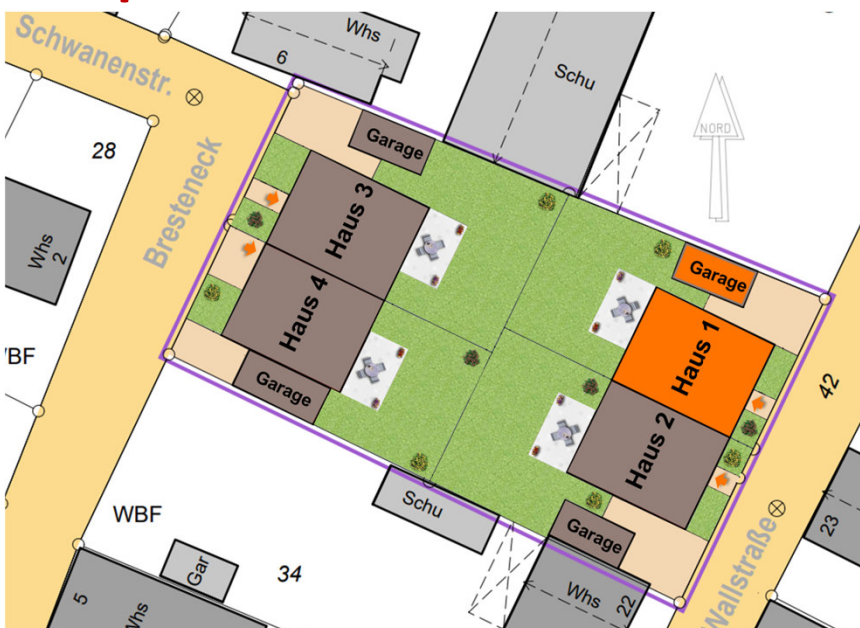 Schwanenstr.
Whs
6
Schu
NORD
28
Garage
Bresteneck
Whs
2
Haus 3
Haus 4
Garage
Garage
Haus 1
Haus 2
42
/BF
Garage
Schu
WBF
Gar
34
5
Whs
Whs
22
23
Wallstraße